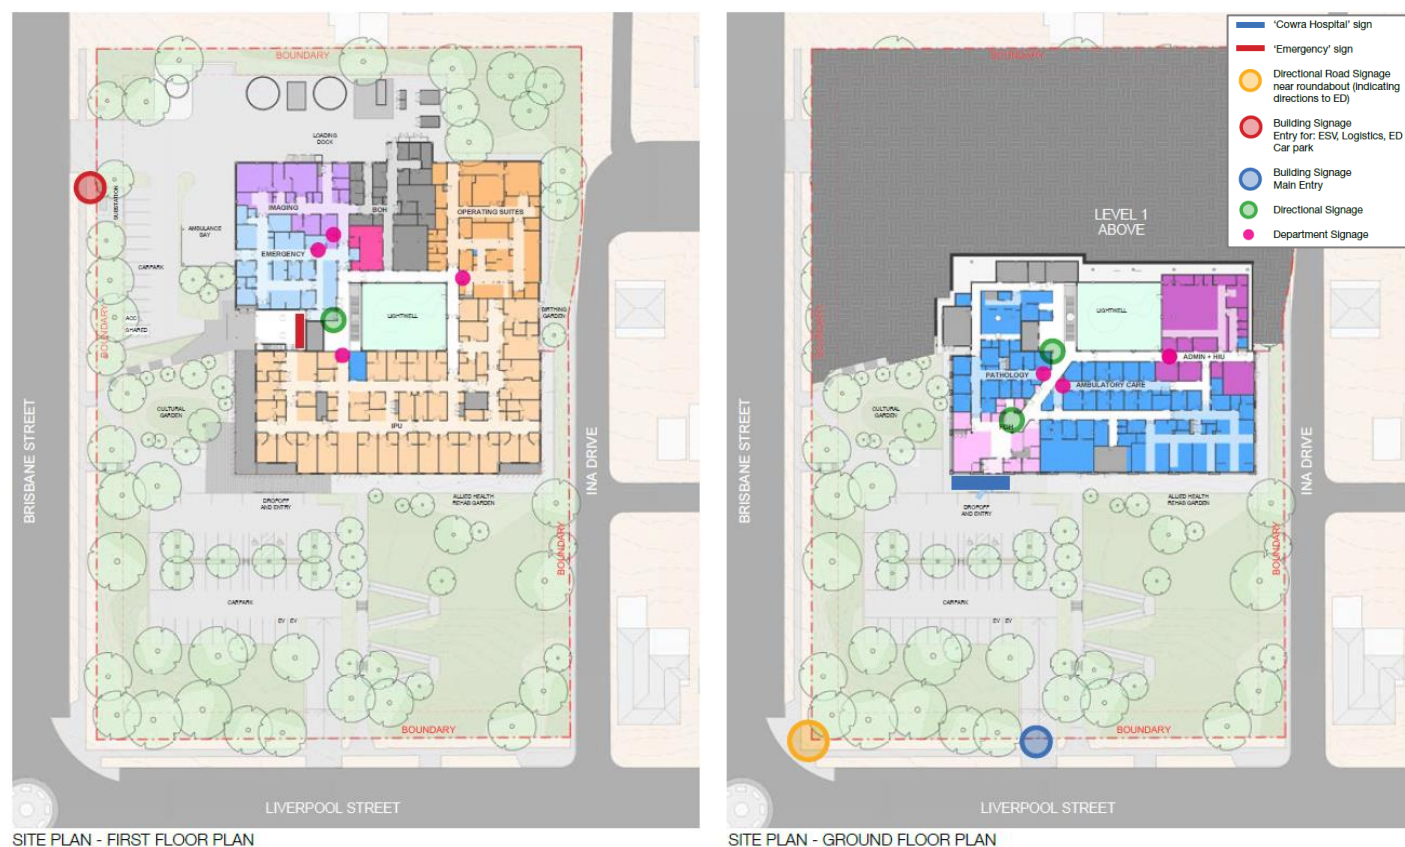 BOUNDARY
LOADING
DOCK
SUBSTATION
IMAGING
BOH
OPERATING SUITES
AMBULANCE
BAY
EMERGENCY
CARPARK
ACC
SHARED
BOUNDARY
LIGHTWELL
BIRTHING
GARDEN
CULTURAL
GARDEN
IPU
BRISBANE STREET
INA DRIVE
DROPOFF
AND ENTRY
ALLIED HEALTH
REHAB GARDEN
BOUNDARY
CARPARK
EV EV
BOUNDARY
LIVERPOOL STREET
SITE PLAN - FIRST FLOOR PLAN
'Cowra Hospital' sign
'Emergency' sign
Directional Road Signage
near roundabout (indicating
directions to ED)
Building Signage
Entry for: ESV, Logistics, ED
Car park
Building Signage
Main Entry
Directional Signage
Department Signage
BOUNDARY
LEVEL 1
ABOVE
BOUNDARY
LIGHTWELL
PATHOLOGY
ADMIN + HIU
AMBULATORY CARE
CULTURAL
GARDEN
BRISBANE STREET
INA DRIVE
DROPOFF
AND ENTRY
ALLIED HEALTH
REHAB GARDEN
BOUNDARY
CARPARK
EV EV
BOUNDARY
LIVERPOOL STREET
SITE PLAN - GROUND FLOOR PLAN